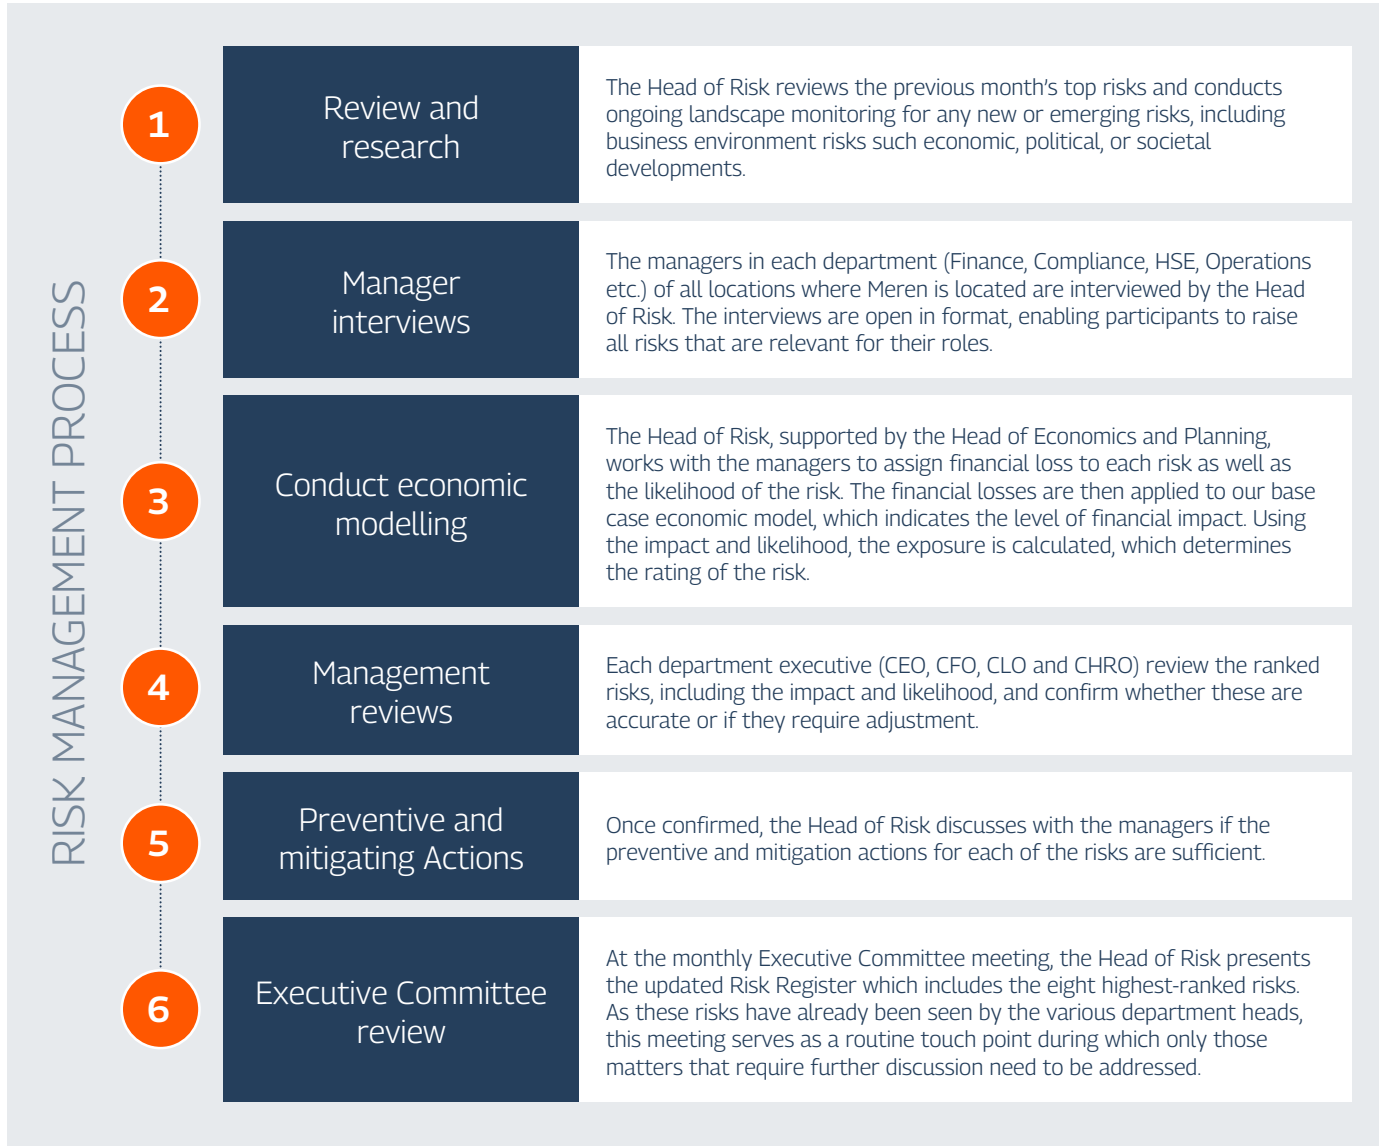 RISK MANAGEMENT PROCESS
1
Review and
research
The Head of Risk reviews the previous month's top risks and conducts
ongoing landscape monitoring for any new or emerging risks, including
business environment risks such economic, political, or societal
developments.
2
Manager
interviews
The managers in each department (Finance, Compliance, HSE, Operations
etc.) of all locations where Meren is located are interviewed by the Head
of Risk. The interviews are open in format, enabling participants to raise
all risks that are relevant for their roles.
3
Conduct economic
modelling
The Head of Risk, supported by the Head of Economics and Planning,
works with the managers to assign financial loss to each risk as well as
the likelihood of the risk. The financial losses are then applied to our base
case economic model, which indicates the level of financial impact. Using
the impact and likelihood, the exposure is calculated, which determines
the rating of the risk.
4
Management
reviews
Each department executive (CEO, CFO, CLO and CHRO) review the ranked
risks, including the impact and likelihood, and confirm whether these are
accurate or if they require adjustment.
5
Preventive and
mitigating Actions
Once confirmed, the Head of Risk discusses with the managers if the
preventive and mitigation actions for each of the risks are sufficient.
6
Executive Committee
review
At the monthly Executive Committee meeting, the Head of Risk presents
the updated Risk Register which includes the eight highest-ranked risks.
As these risks have already been seen by the various department heads,
this meeting serves as a routine touch point during which only those
matters that require further discussion need to be addressed.